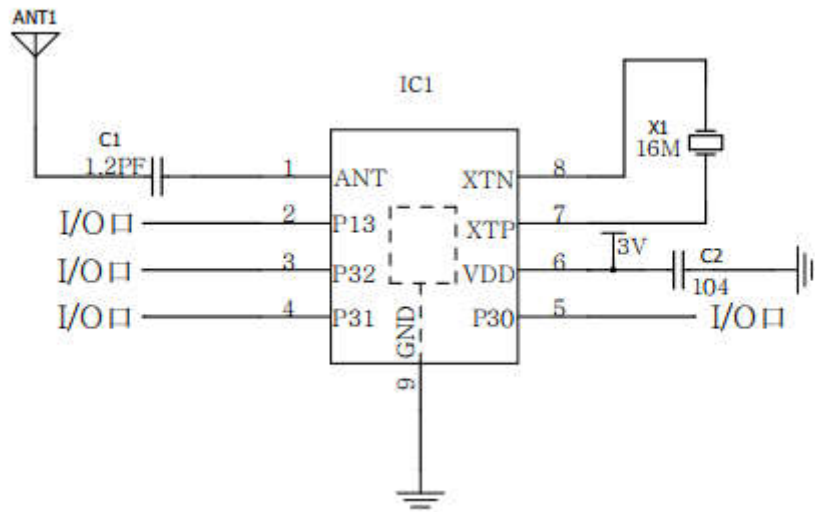 ANT1
IC1
C1
1.2PF
X1
16M
1
ANT
XTN
8
I/O口
2
P13
XTP
7
3V
I/O口
3
P32
VDD
6
C2
104
I/O口
4
P31
P30
5
I/O口
GND
9